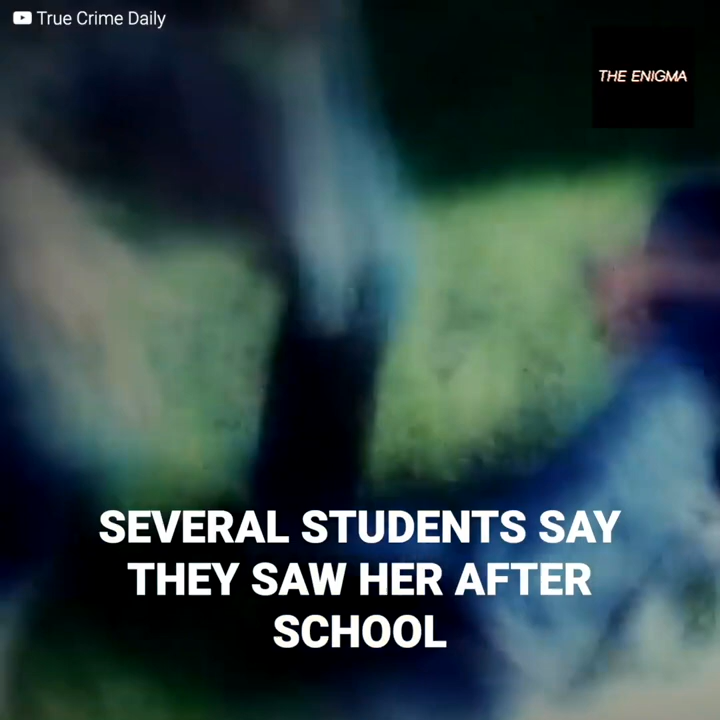 True Crime Daily
THE ENIGMA
SEVERAL STUDENTS SAY
THEY SAW HER AFTER
SCHOOL